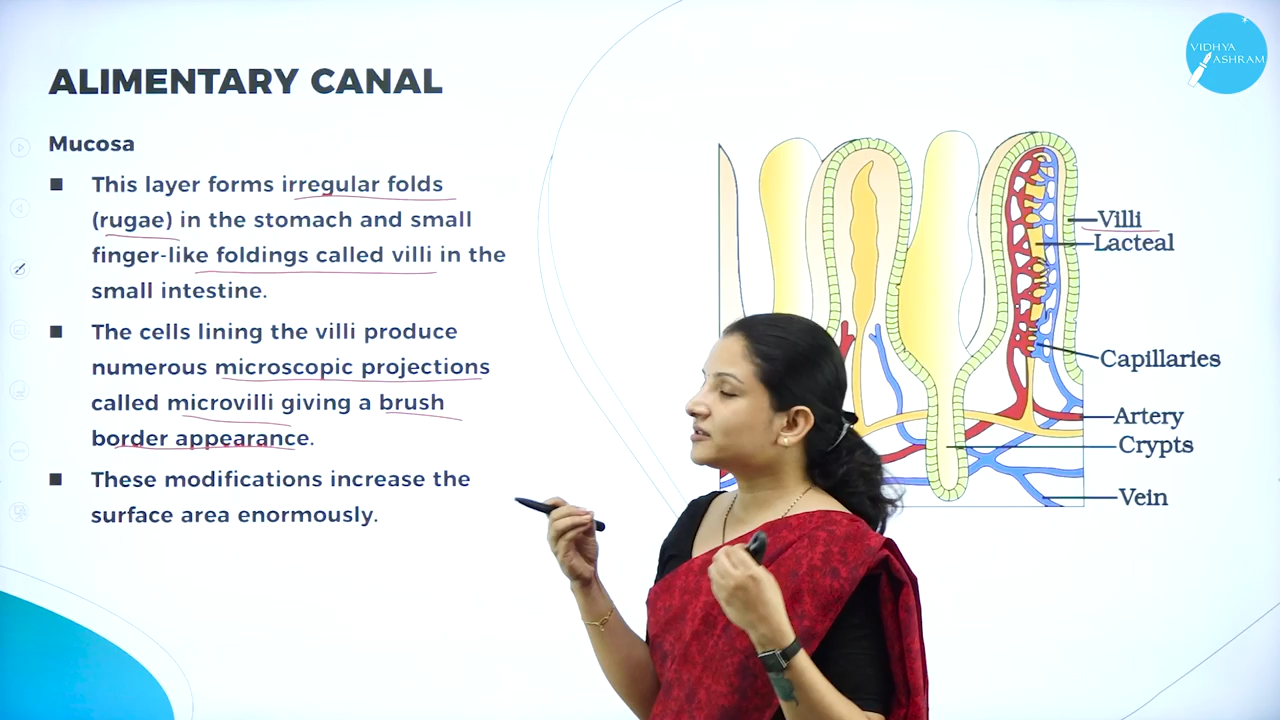 VIDHYA
ASHRAM
ALIMENTARY CANAL
Mucosa
This layer forms irregular folds
(rugae) in the stomach and small
finger-like foldings called villi in the
small intestine.
The cells lining the villi produce
numerous microscopic projections
called microvilli giving a brush
border appearance.
These modifications increase the
surface area enormously.
Villi
Lacteal
Capillaries
Artery
Crypts
Vein